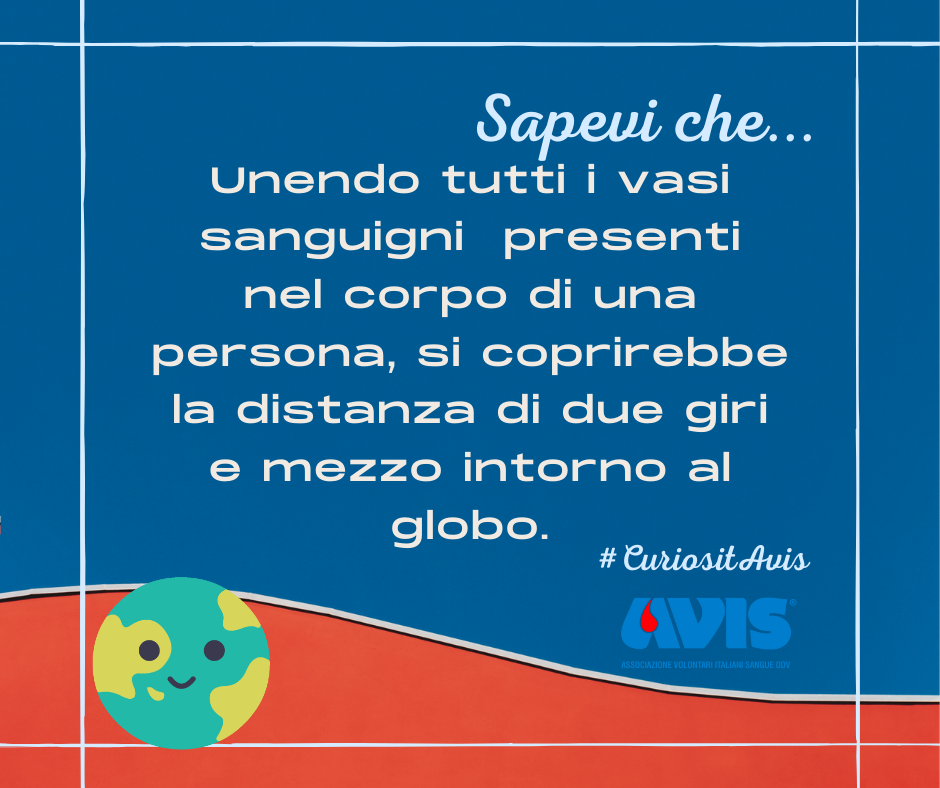 Sapevi che...
Unendo tutti i vasi
sanguigni presenti
nel corpo di una
persona, si coprirebbe
la distanza di due giri
e mezzo intorno al
globo.
# CuriositAvis
AVIS®
ASSOCIAZIONE VOLONTARI ITALIANI SANGUE ODV